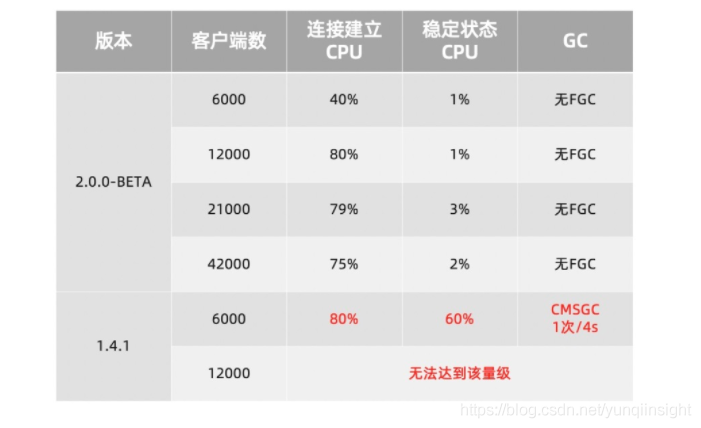 版本 客户端数 连接建立 CPU 稳定状态 CPU GC
2.0.0-BETA
6000 40% 1% 无FGC
12000 80% 1% 无FGC
21000 79% 3% 无FGC
42000 75% 2% 无FGC
1.4.1
6000 80% 60% CMSGC 1次/4s
12000 无法达到该量级
https://blog.csdn.net/yunqiinsight